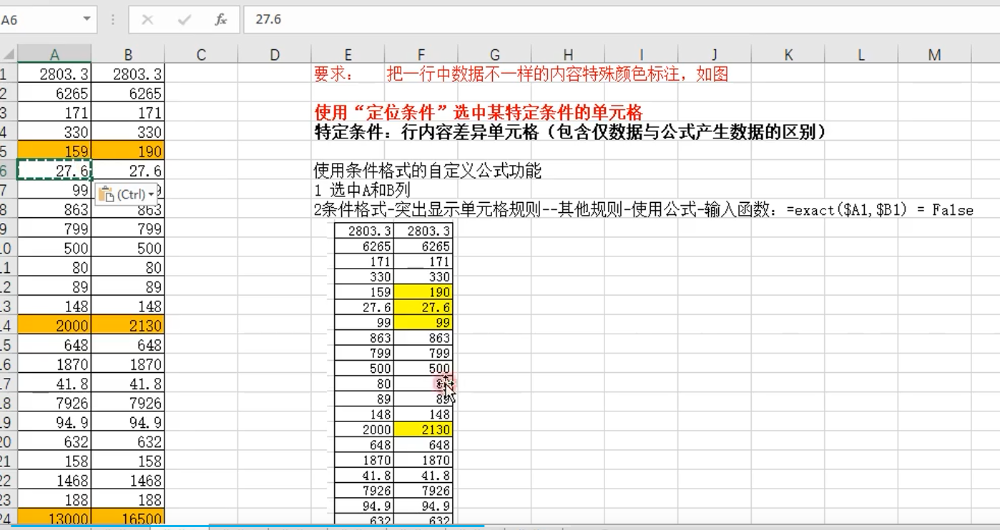 A6 fx 27.6
A B C D E F G H I J K L M
1 2803.3 2803.3 要求: 把一行中数据不一样的内容特殊颜色标注,如图
2 6265 6265
3 171 171 使用“定位条件”选中某特定条件的单元格
4 330 330 特定条件:行内容差异单元格(包含仅数据与公式产生数据的区别)
5 159 190
6 27.6 27.6 使用条件格式的自定义公式功能
7 99 (Ctrl) 1 选中A和B列
8 863 863 2条件格式-突出显示单元格规则--其他规则-使用公式-输入函数: =exact($A1,$B1) = False
9 799 799
10 500 500
11 80 80
12 89 89
13 148 148
14 2000 2130
15 648 648
16 1870 1870
17 41.8 41.8
18 7926 7926
19 94.9 94.9
20 632 632
21 158 158
22 1468 1468
23 188 188
24 13000 16500
2803.3 2803.3
6265 6265
171 171
330 330
159 190
27.6 27.6
99 99
863 863
799 799
500 500
80
89 89
148 148
2000 2130
648 648
1870 1870
41.8 41.8
7926 7926
94.9 94.9
632 632